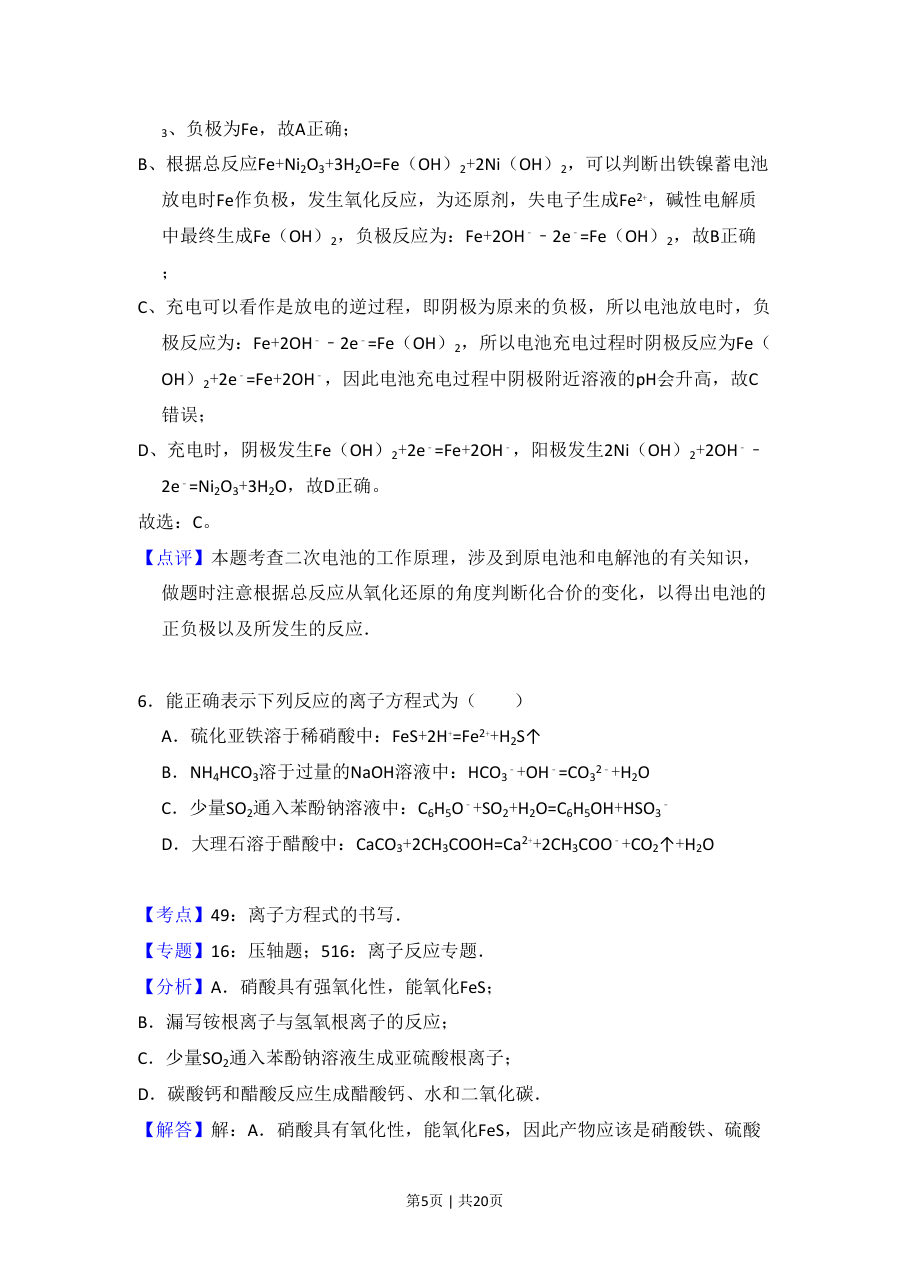 ₃、负极为Fe，故A正确；
B、根据总反应Fe+Ni₂O₃+3H₂O=Fe（OH）₂+2Ni（OH）₂，可以判断出铁镍蓄电池
放电时Fe作负极，发生氧化反应，为还原剂，失电子生成Fe²⁺，碱性电解质
中最终生成Fe（OH）₂，负极反应为：Fe+2OH⁻﹣2e⁻=Fe（OH）₂，故B正确
；
C、充电可以看作是放电的逆过程，即阴极为原来的负极，所以电池放电时，负
极反应为：Fe+2OH⁻﹣2e⁻=Fe（OH）₂，所以电池充电过程时阴极反应为Fe（
OH）₂+2e⁻=Fe+2OH⁻，因此电池充电过程中阴极附近溶液的pH会升高，故C
错误；
D、充电时，阴极发生Fe（OH）₂+2e⁻=Fe+2OH⁻，阳极发生2Ni（OH）₂+2OH⁻﹣
2e⁻=Ni₂O₃+3H₂O，故D正确。
故选：C。
【点评】本题考查二次电池的工作原理，涉及到原电池和电解池的有关知识，
做题时注意根据总反应从氧化还原的角度判断化合价的变化，以得出电池的
正负极以及所发生的反应．
6．能正确表示下列反应的离子方程式为（　　）
A．硫化亚铁溶于稀硝酸中：FeS+2H⁺=Fe²⁺+H₂S↑
B．NH₄HCO₃溶于过量的NaOH溶液中：HCO₃⁻+OH⁻=CO₃²⁻+H₂O
C．少量SO₂通入苯酚钠溶液中：C₆H₅O⁻+SO₂+H₂O=C₆H₅OH+HSO₃⁻
D．大理石溶于醋酸中：CaCO₃+2CH₃COOH=Ca²⁺+2CH₃COO⁻+CO₂↑+H₂O
【考点】49：离子方程式的书写．
【专题】16：压轴题；516：离子反应专题．
【分析】A．硝酸具有强氧化性，能氧化FeS；
B．漏写铵根离子与氢氧根离子的反应；
C．少量SO₂通入苯酚钠溶液生成亚硫酸根离子；
D．碳酸钙和醋酸反应生成醋酸钙、水和二氧化碳．
【解答】解：A．硝酸具有氧化性，能氧化FeS，因此产物应该是硝酸铁、硫酸
第5页 | 共20页